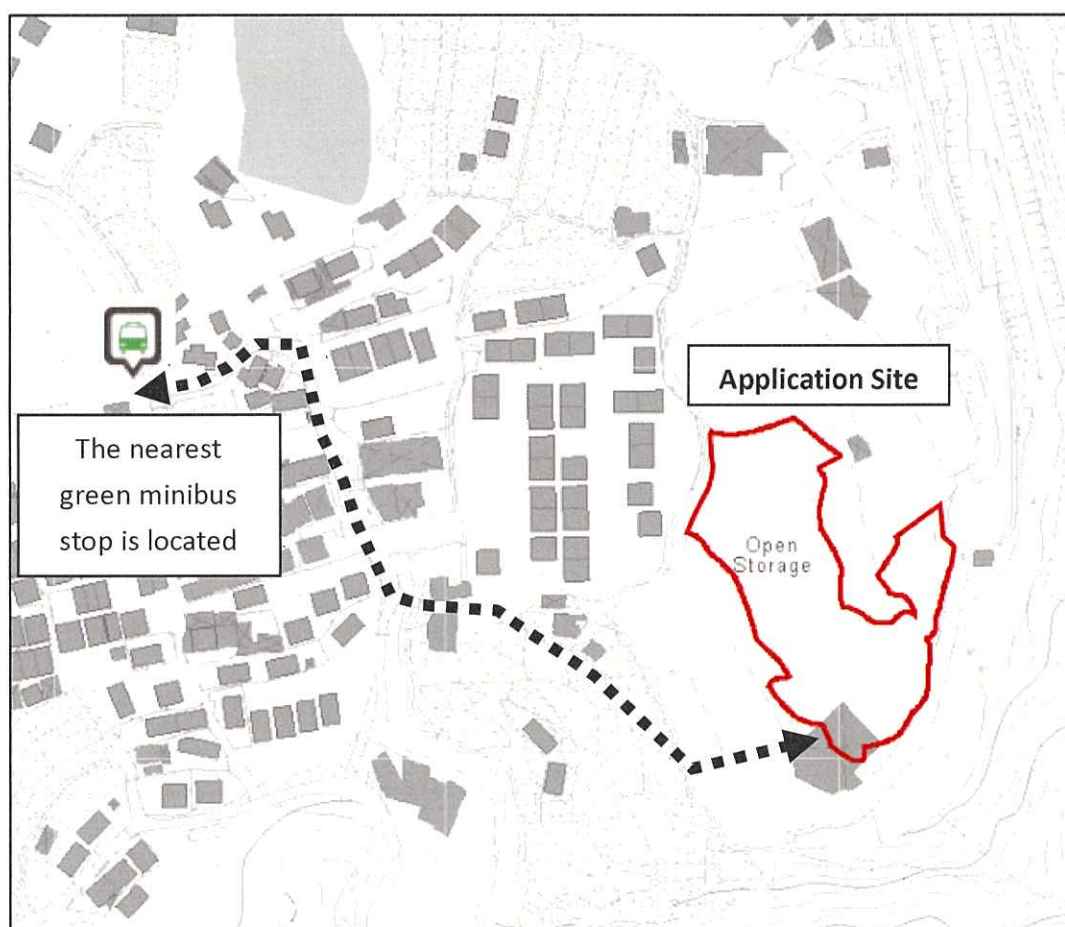 Application Site
The nearest
green minibus
stop is located
Open
Storage